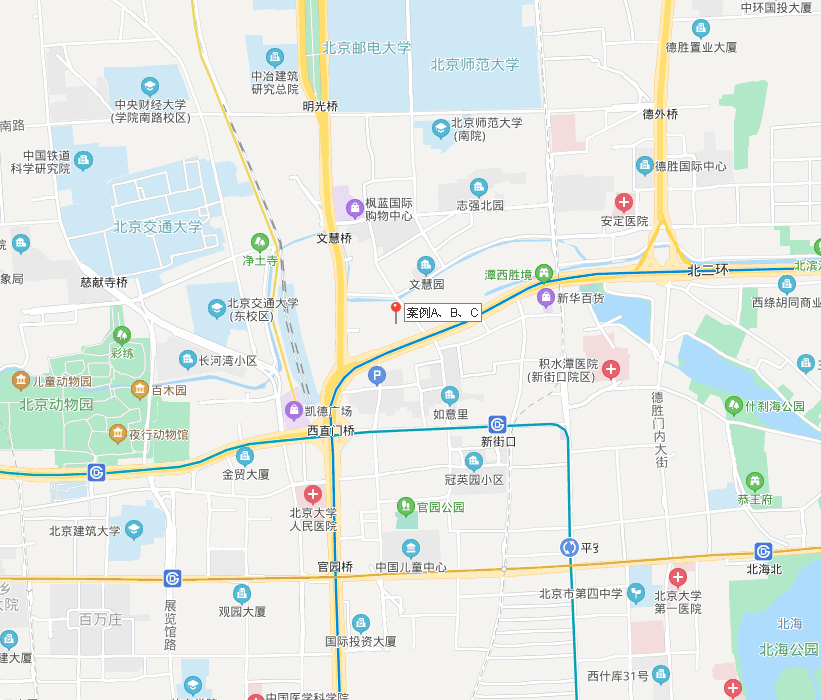 中环国投大厦
德胜置业大厦
北京邮电大学
北京师范大学
中冶建筑
研究总院
中央财经大学
(学院南路校区)
明光桥
德外桥
南路
北京师范大学
(南院)
中国铁道
科学研究院
德胜国际中心
志强北园
枫蓝国际
购物中心
安定医院
北京交通大学
文慧桥
净土寺
院
象局
慈献寺桥
文慧园
潭西胜境
北二环
北滨河
西绦胡同商业
新华百货
北京交通大学
(东校区)
案例A、B、C
彩练
长河湾小区
积水潭医院
(新街口院区)
儿童动物园
百木园
北京动物园
凯德广场
如意里
德胜门内大街
什刹海公园
夜行动物馆
西直门桥
新街口
金贸大厦
冠英园小区
恭王府
北京大学
人民医院
官园公园
北京建筑大学
中国儿童中心
平安
官园桥
北海北
乡
大院
展览馆路
观园大厦
北京市第四中学
北京大学
第一医院
百万庄
北海
国际投资大厦
北海公园
建大厦
西什库31号
中国医学科学院